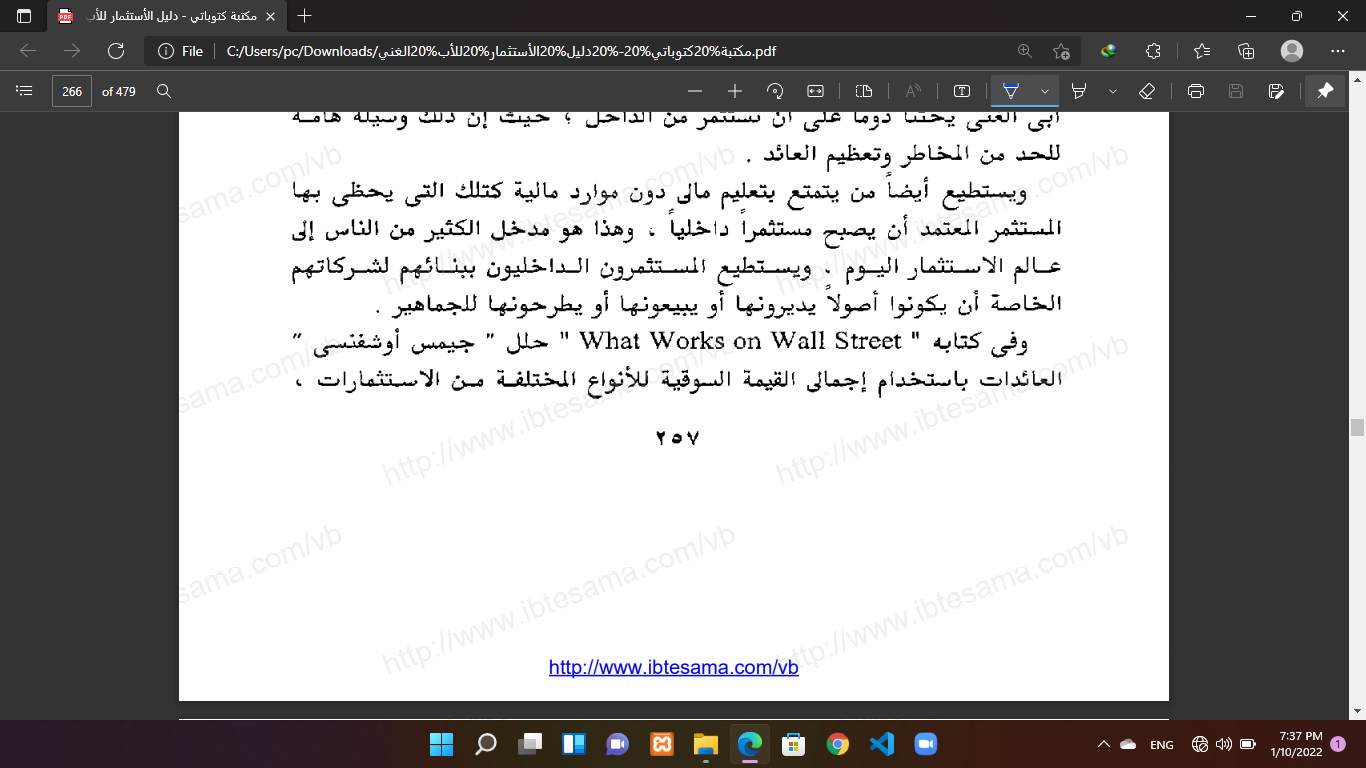 مكتبة كتوباتي - دليل الأستثمار للأب
File
C:/Users/pc/Downloads/مكتبة%20كتوباتي%20-%20دليل%20الأستثمار%20للأب%20الغني.pdf
266 of 479
أبى الغنى يحثنا دوماً على أن نستثمر من الداخل ؛ حيث إن ذلك وسيلة هامة
للحد من المخاطر وتعظيم العائد .
ويستطيع أيضاً من يتمتع بتعليم مالى دون موارد مالية كتلك التى يحظى بها
المستثمر المعتمد أن يصبح مستثمراً داخلياً ، وهذا هو مدخل الكثير من الناس إلى
عالم الاستثمار اليوم ، ويستطيع المستثمرون الداخليون ببنائهم لشركاتهم
الخاصة أن يكونوا أصولاً يديرونها أو يبيعونها أو يطرحونها للجماهير .
وفى كتابه " What Works on Wall Street " حلل " جيمس أوشفنسى "
العائدات باستخدام إجمالى القيمة السوقية للأنواع المختلفة من الاستثمارات ،
٢٥٧
http://www.ibtesama.com/vb
http://www.ibtesama.com/vb
ENG
7:37 PM
1/10/2022
1